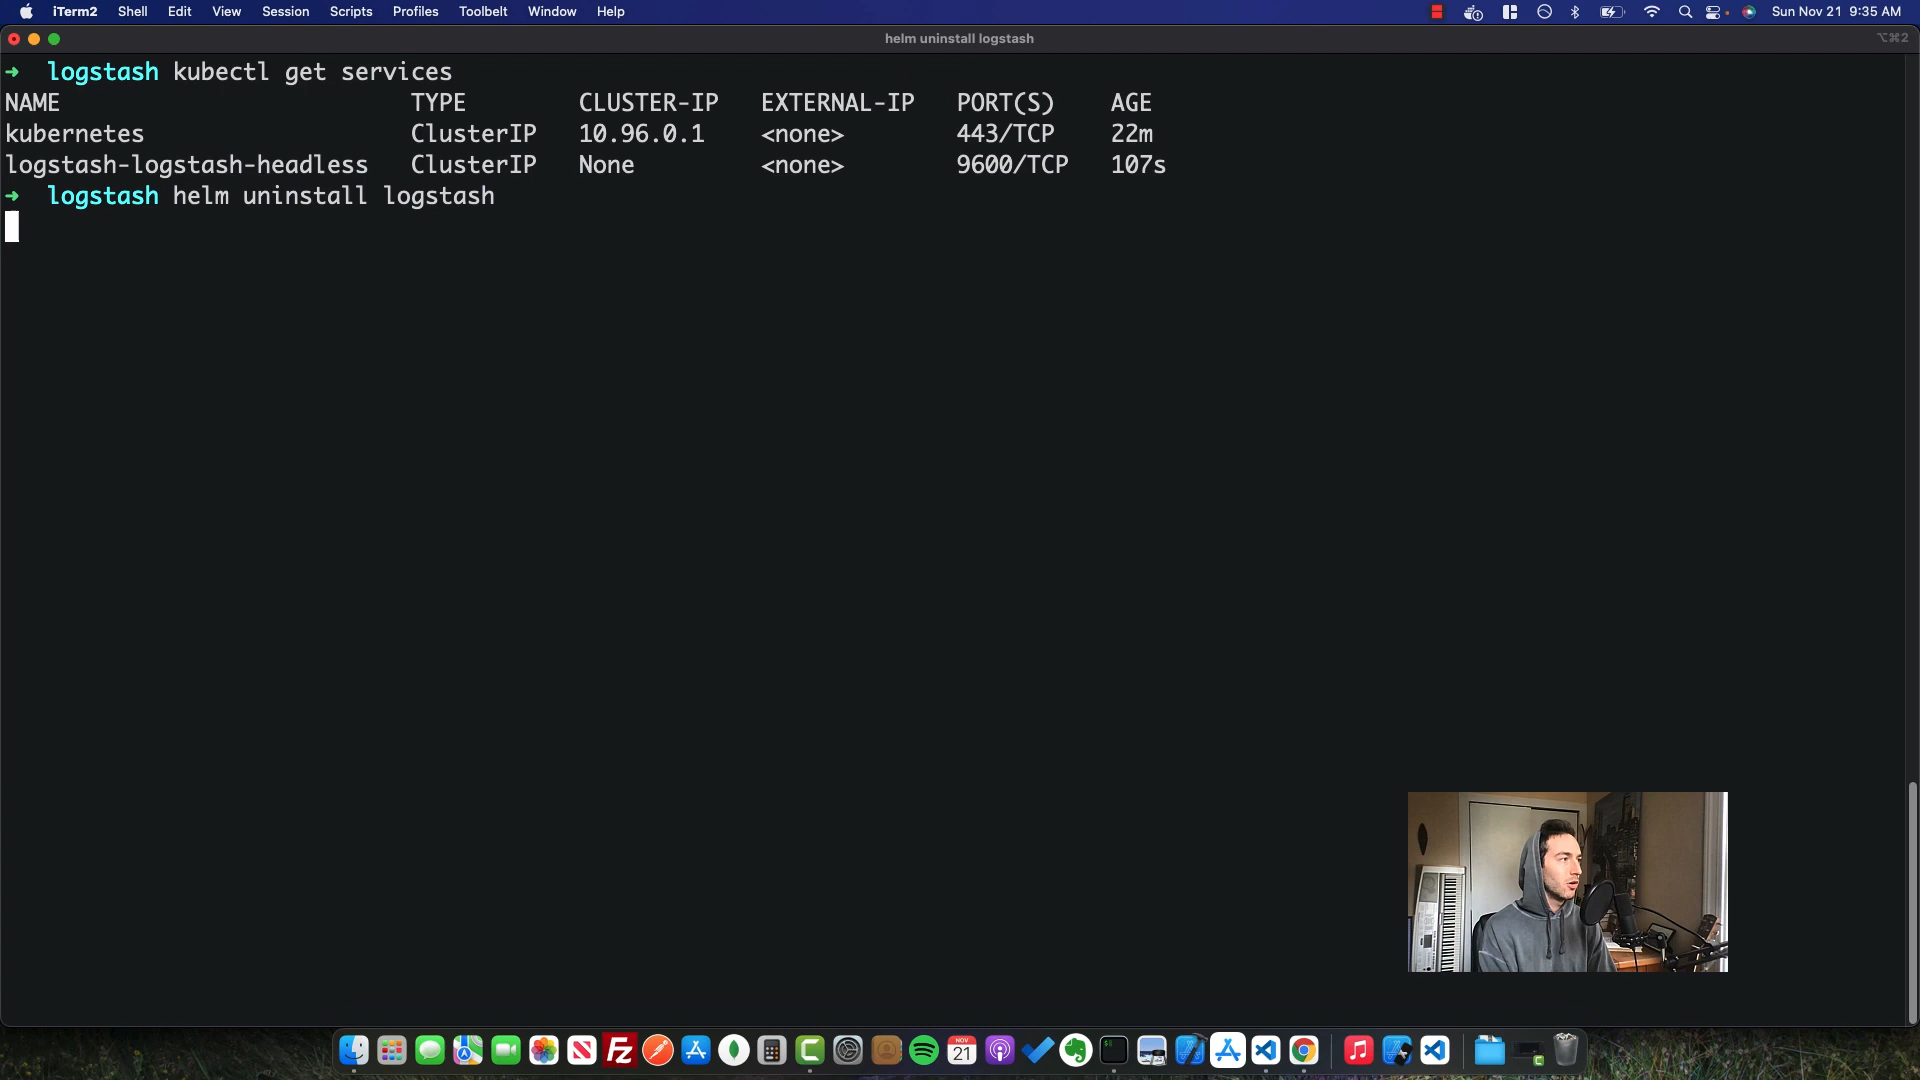 iTerm2 Shell Edit View Session Scripts Profiles Toolbelt Window Help Sun Nov 21 9:35 AM
helm uninstall logstash ⌥⌘2
➜ logstash kubectl get services
NAME TYPE CLUSTER-IP EXTERNAL-IP PORT(S) AGE
kubernetes ClusterIP 10.96.0.1 <none> 443/TCP 22m
logstash-logstash-headless ClusterIP None <none> 9600/TCP 107s
➜ logstash helm uninstall logstash
NOV
21